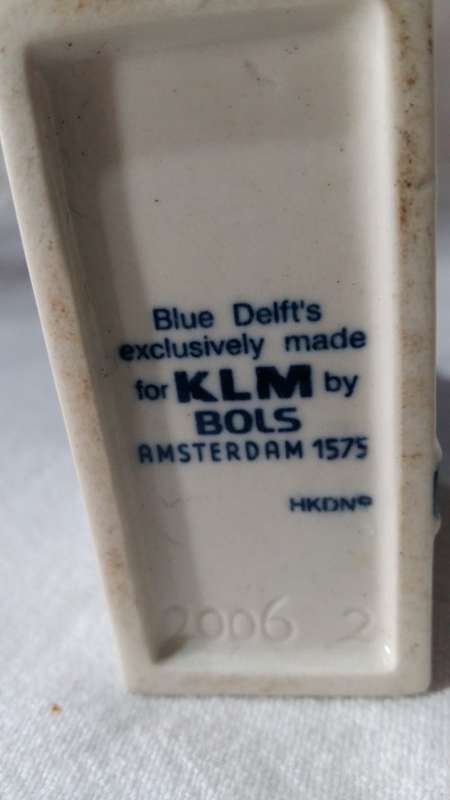 Blue Delft's
exclusively made
for KLM by
BOLS
AMSTERDAM 1575
HKDN©
2006 2